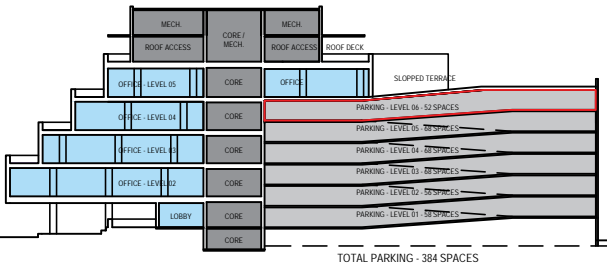 MECH.
CORE /
MECH.
MECH.
ROOF ACCESS
ROOF ACCESS
ROOF DECK
OFFICE - LEVEL 05
CORE
OFFICE
SLOPPED TERRACE
OFFICE - LEVEL 04
CORE
PARKING - LEVEL 06 - 52 SPACES
PARKING - LEVEL 05 - 68 SPACES
OFFICE - LEVEL 03
CORE
PARKING - LEVEL 04 - 68 SPACES
PARKING - LEVEL 03 - 68 SPACES
OFFICE - LEVEL 02
CORE
PARKING - LEVEL 02 - 56 SPACES
LOBBY
CORE
PARKING - LEVEL 01 - 58 SPACES
CORE
TOTAL PARKING - 384 SPACES